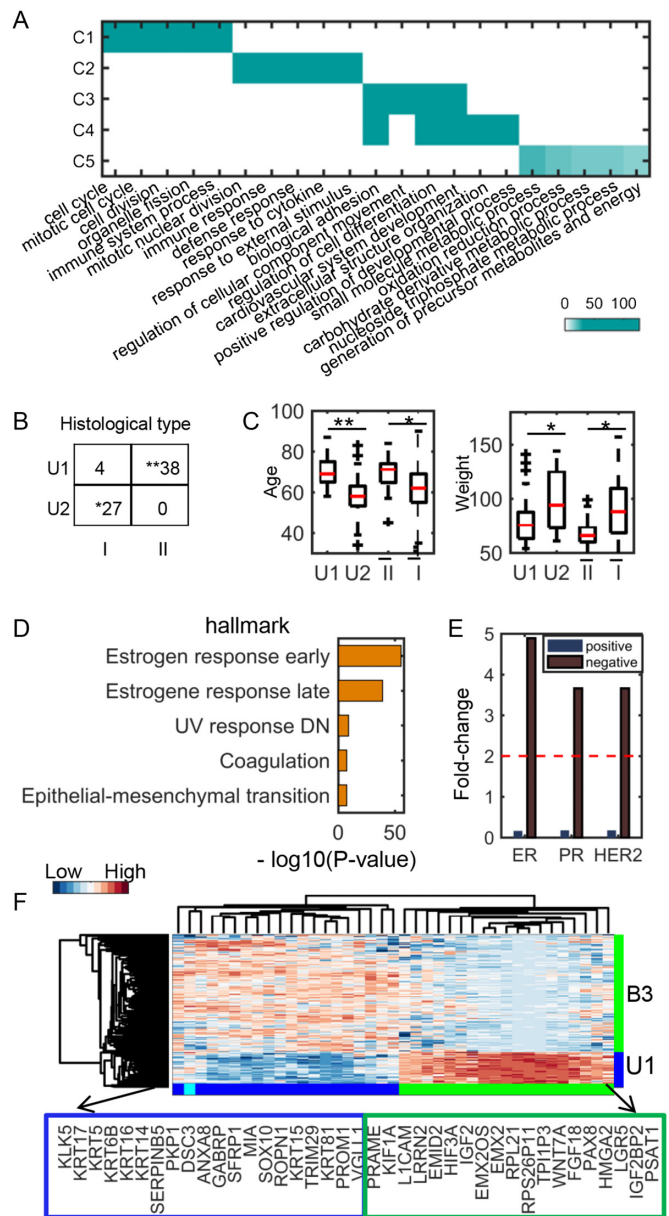 A
C1
C2
C3
C4
C5
cell cycle
mitotic cell cycle
cell division
organelle fission
immune system process
mitotic nuclear division
immune response
defense response
response to cytokine
response to external stimulus
biological adhesion
regulation of cellular component movement
regulation of cell differentiation
cardiovascular system development
extracellular structure organization
positive regulation of developmental process
small molecule metabolic process
oxidation reduction process
carbohydrate derivative metabolic process
nucleoside triphosphate metabolic process
generation of precursor metabolites and energy
0 50 100
B
Histological type
U1 4 **38
U2 *27 0
I II
C
Age
100
80
60
40
** *
U1 U2 II I
Weight
150
100
50
* *
U1 U2 II I
D
hallmark
Estrogen response early
Estrogene response late
UV response DN
Coagulation
Epithelial-mesenchymal transition
0 50
- log10(P-value)
E
positive
negative
Fold-change
5
4
3
2
1
0
ER PR HER2
Low High
F
B3
U1
KLK5
KRT17
KRT5
KRT6B
KRT16
KRT14
SERPINB5
PKP1
DSC3
ANXA8
GABRP
SFRP1
MIA
SOX10
ROPN1
KRT15
TRIM29
KRT81
PROM1
VGLL1
PRAME
KIF1A
L1CAM
LRRN2
EMID2
HIF3A
IGF2
EMX2OS
EMX2
RPL21
RPS26P11
TPI1P3
WNT7A
FGF18
PAX8
HMGA2
LGR5
IGF2BP2
PSAT1